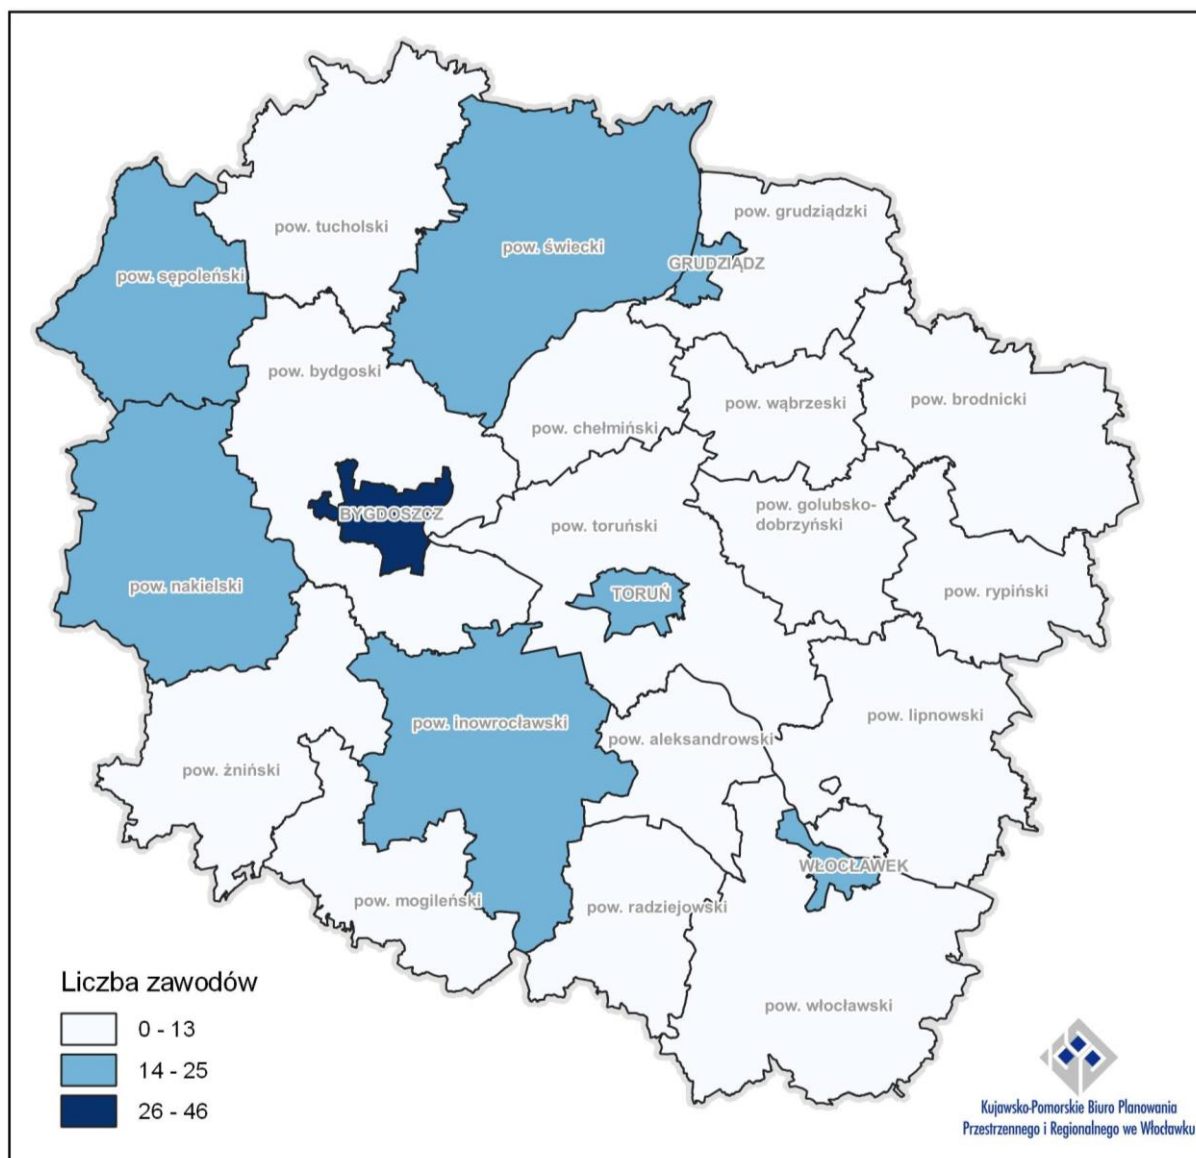 pow. grudziądzki
pow. tucholski
pow. świecki
GRUDZIĄDZ
pow. sępoleński
pow. bydgoski
pow. wąbrzeski
pow. brodnicki
pow. chełmiński
BYGDOSZCZ
pow. toruński
pow. golubsko-
dobrzyński
pow. nakielski
TORUŃ
pow. rypiński
pow. inowrocławski
pow. lipnowski
pow. aleksandrowski
pow. żniński
WŁOCŁAWEK
pow. mogileński
pow. radziejowski
pow. włocławski
Liczba zawodów
0 - 13
14 - 25
26 - 46
Kujawsko-Pomorskie Biuro Planowania
Przestrzennego i Regionalnego we Włocławku